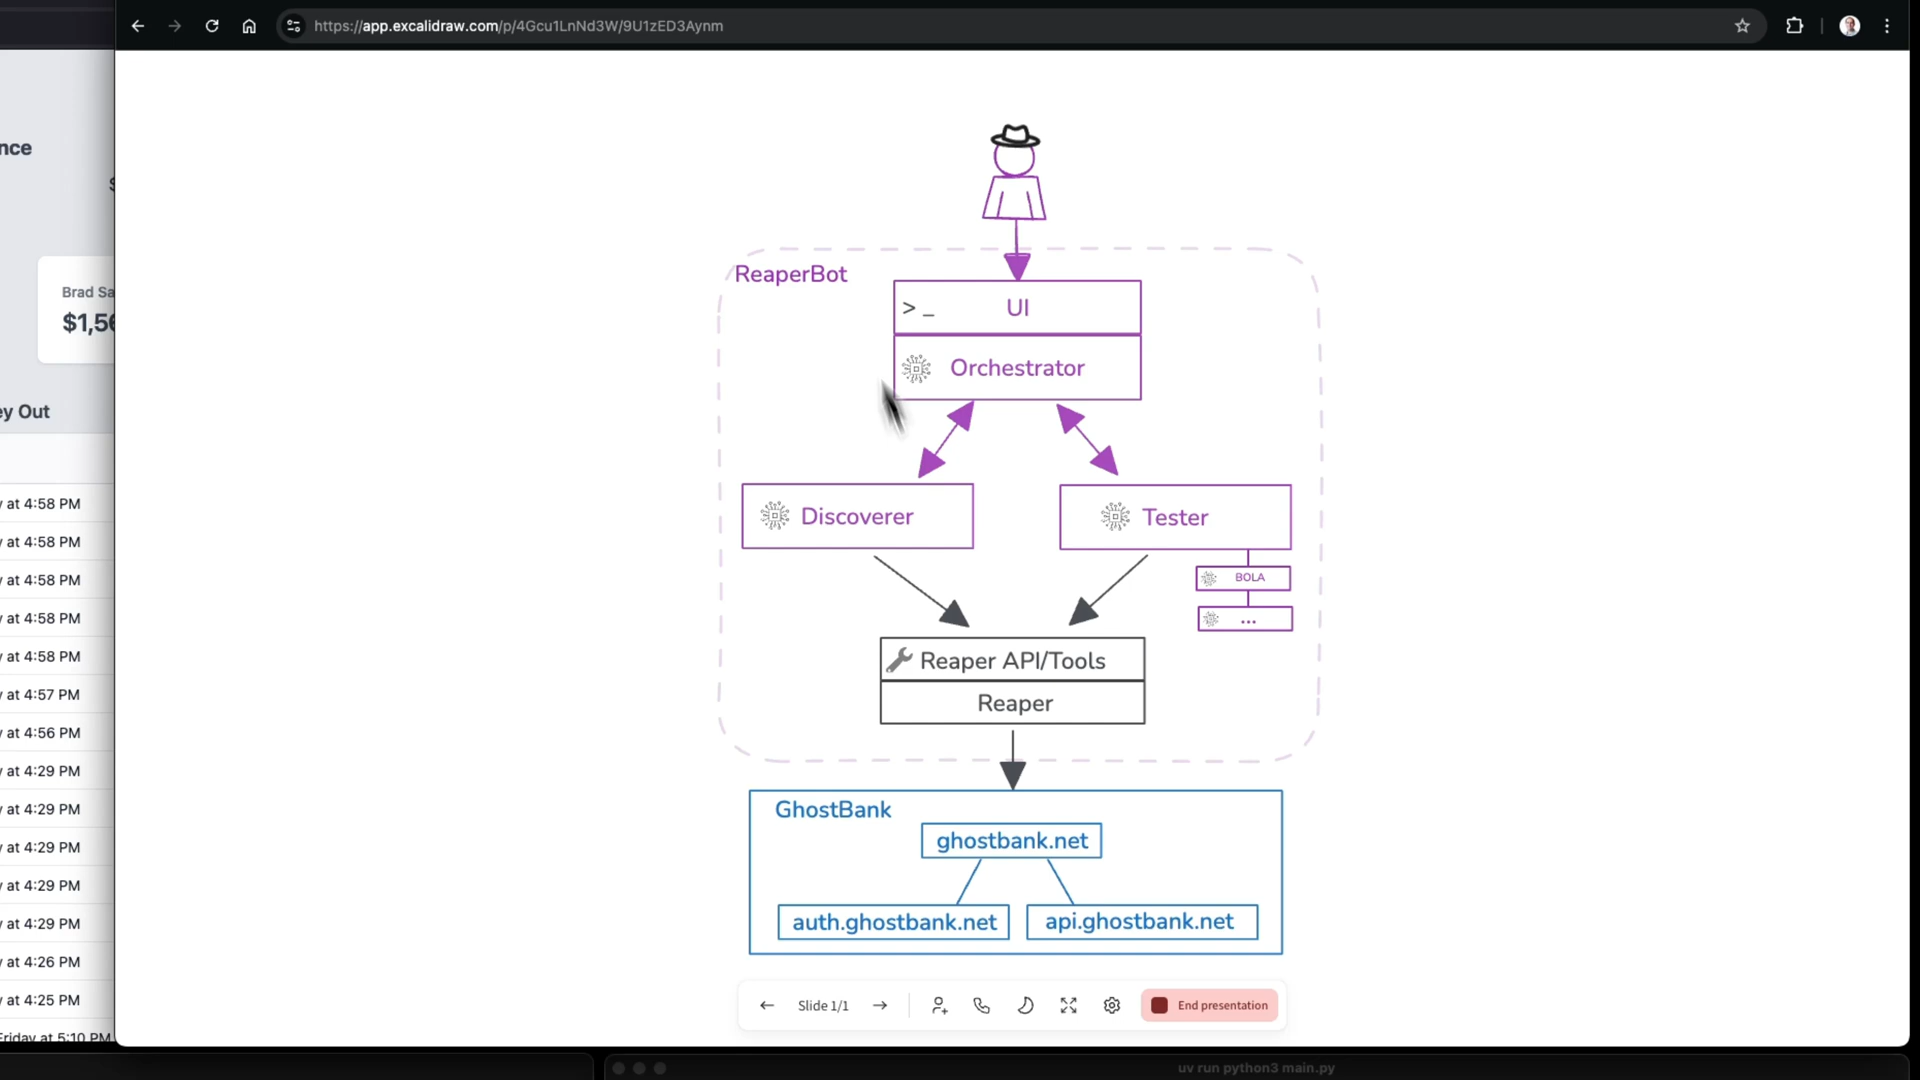 https://app.excalidraw.com/p/4Gcu1LnNd3W/9U1zED3Aynm
nce
$
Brad Sa
$1,56
ey Out
y at 4:58 PM
y at 4:58 PM
y at 4:58 PM
y at 4:58 PM
y at 4:58 PM
y at 4:57 PM
y at 4:56 PM
y at 4:29 PM
y at 4:29 PM
y at 4:29 PM
y at 4:29 PM
y at 4:29 PM
y at 4:26 PM
y at 4:25 PM
Friday at 5:10 PM
ReaperBot
>_ UI
Orchestrator
Discoverer
Tester
BOLA
...
Reaper API/Tools
Reaper
GhostBank
ghostbank.net
auth.ghostbank.net
api.ghostbank.net
Slide 1/1
End presentation
uv run python3 main.py